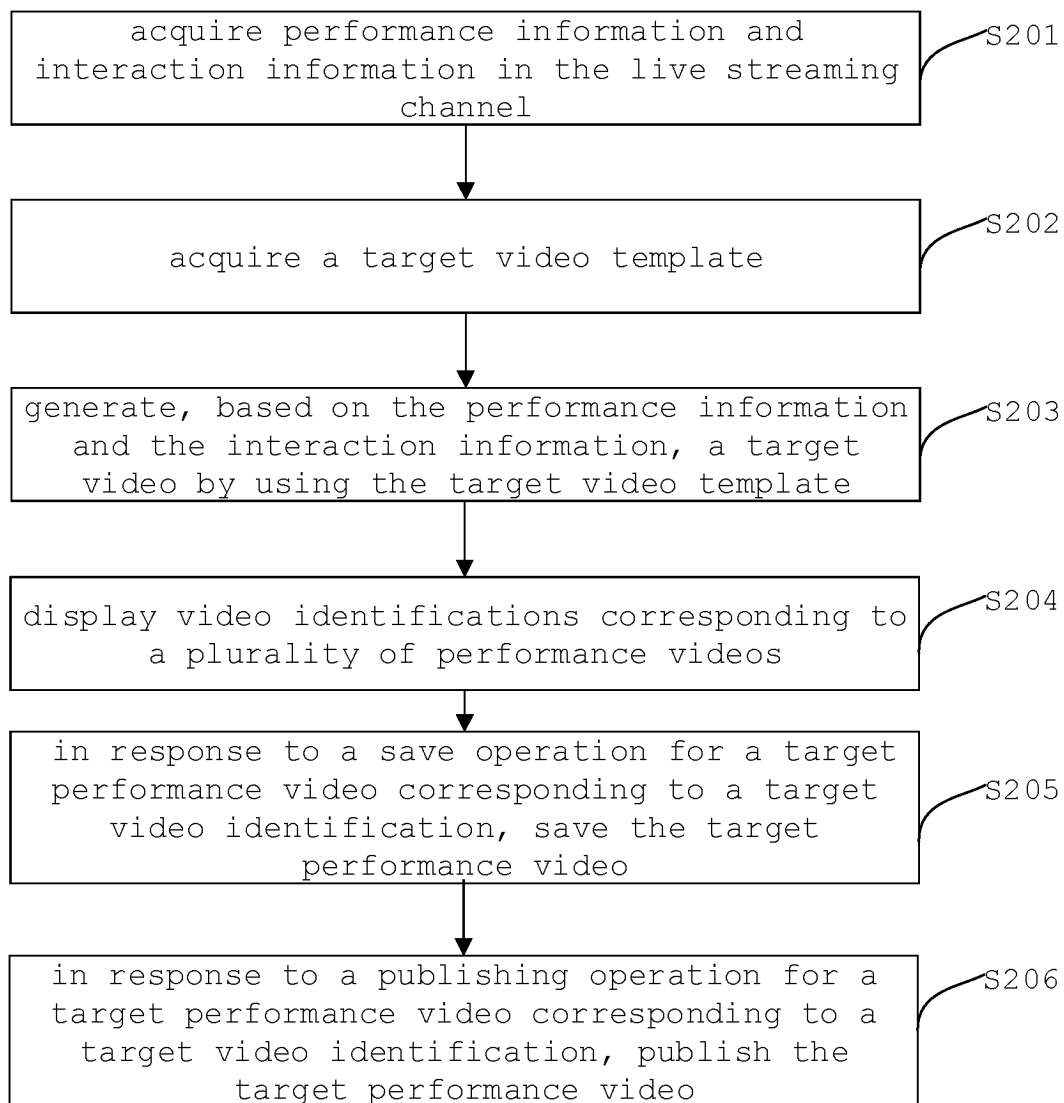 acquire performance information and
interaction information in the live streaming
channel
S201
acquire a target video template
S202
generate, based on the performance information
and the interaction information, a target
video by using the target video template
S203
display video identifications corresponding to
a plurality of performance videos
S204
in response to a save operation for a target
performance video corresponding to a target
video identification, save the target
performance video
S205
in response to a publishing operation for a
target performance video corresponding to a
target video identification, publish the
target performance video
S206